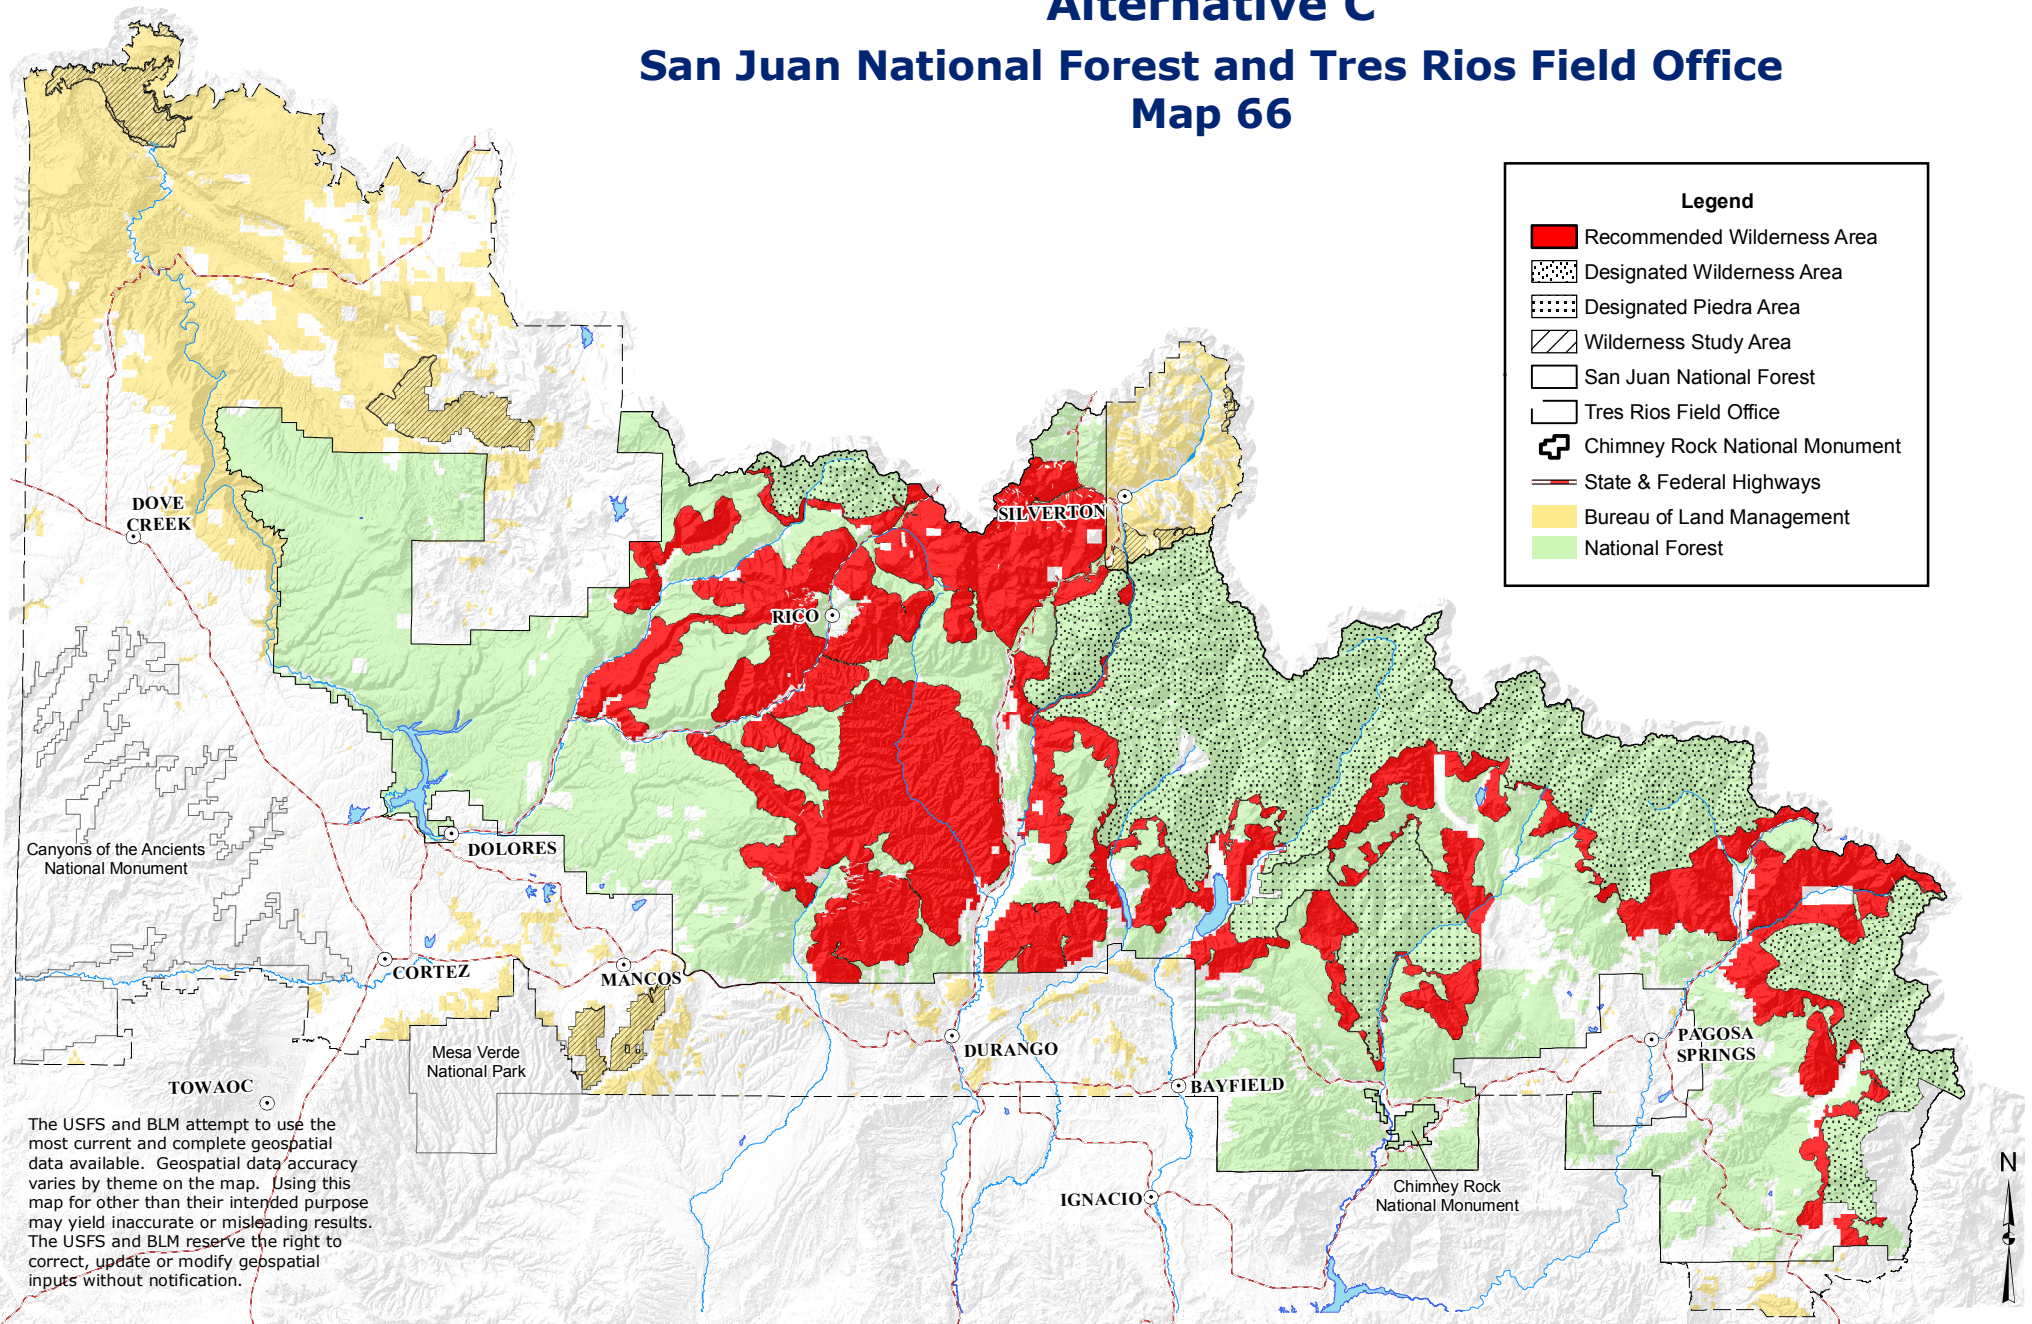 Alternative C
San Juan National Forest and Tres Rios Field Office
Map 66
Legend
Recommended Wilderness Area
Designated Wilderness Area
Designated Piedra Area
Wilderness Study Area
San Juan National Forest
Tres Rios Field Office
Chimney Rock National Monument
State & Federal Highways
Bureau of Land Management
National Forest
DOVE
CREEK
SILVERTON
RICO
DOLORES
Canyons of the Ancients
National Monument
CORTEZ
MANCOS
Mesa Verde
National Park
DURANGO
PAGOSA
SPRINGS
TOWAOC
BAYFIELD
IGNACIO
Chimney Rock
National Monument
The USFS and BLM attempt to use the
most current and complete geospatial
data available.  Geospatial data accuracy
varies by theme on the map.  Using this
map for other than their intended purpose
may yield inaccurate or misleading results.
The USFS and BLM reserve the right to
correct, update or modify geospatial
inputs without notification.
N